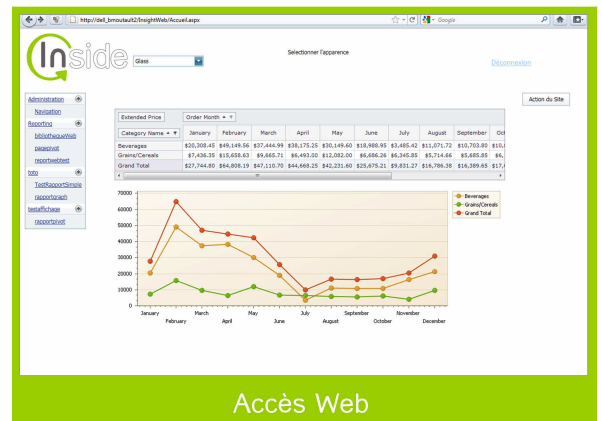 http://dell_bmoutault2/InsightWeb/Accueil.aspx
Google
Inside
Glass
Selectionner l'apparence
Déconnexion
Action du Site
Administration
Navigation
Reporting
bibliothequeWeb
pagepivot
reportwebtest
toto
TestRapportSimple
rapportgraph
testaffichage
rapportpivot
Extended Price Order Month
Category Name January February March April May June July August September Oct
Beverages $20,308.45 $49,149.56 $37,444.99 $38,175.25 $30,149.60 $18,988.95 $3,485.42 $11,071.72 $10,703.80 $10,
Grains/Cereals $7,436.35 $15,658.63 $9,665.71 $6,493.00 $12,082.00 $6,686.26 $6,345.85 $5,714.66 $5,685.85 $6,
Grand Total $27,744.80 $64,808.19 $47,110.70 $44,668.25 $42,231.60 $25,675.21 $9,831.27 $16,786.38 $16,389.65 $17,
70000
60000
50000
40000
30000
20000
10000
0
January February March April May June July August September October November December
Beverages
Grains/Cereals
Grand Total
Accès Web